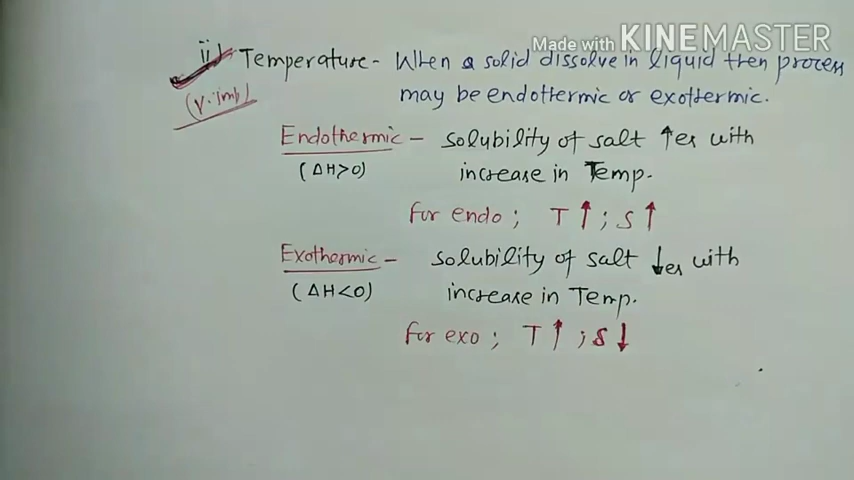 Made with KINEMASTER
ii) Temperature - When a solid dissolve in liquid then process
(V. imp) may be endothermic or exothermic.
Endothermic - solubility of salt ↑es with
(ΔH>0) increase in Temp.
for endo ; T ↑ ; S ↑
Exothermic - solubility of salt ↓es with
(ΔH<0) increase in Temp.
for exo ; T ↑ ; S ↓